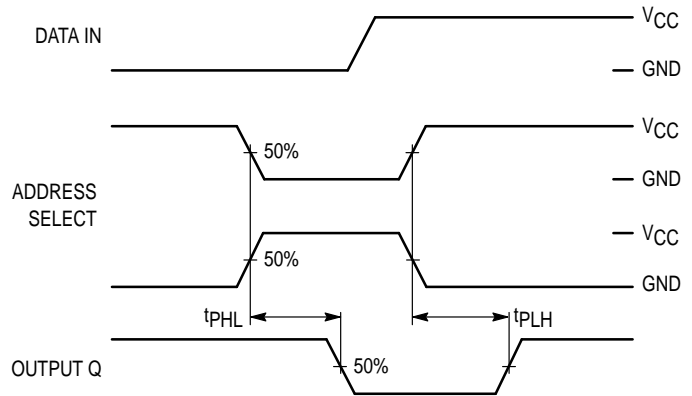 DATA IN
VCC
GND
50%
VCC
GND
ADDRESS
SELECT
50%
VCC
GND
tPHL
tPLH
OUTPUT Q
50%